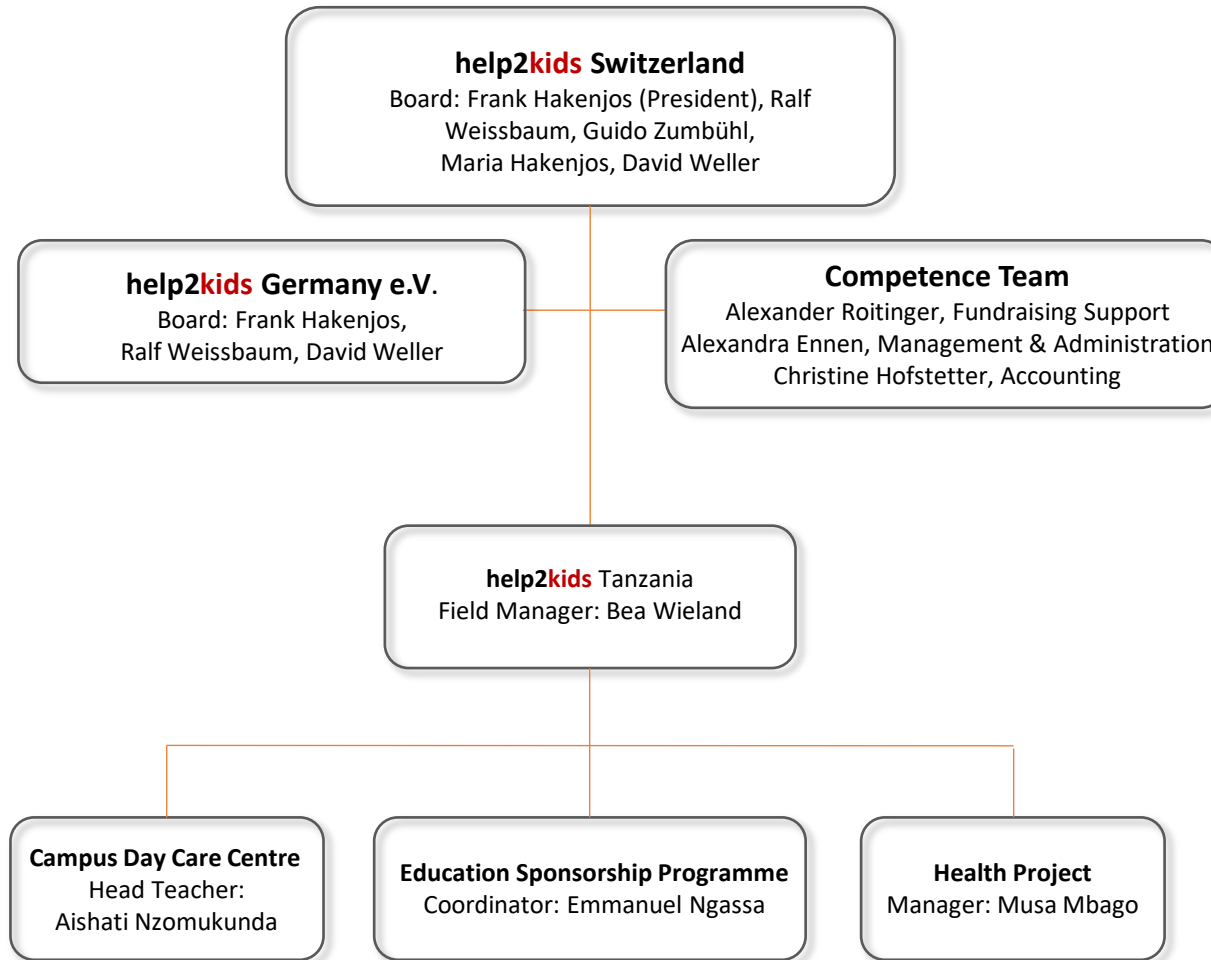 help2kids Switzerland
Board: Frank Hakenjos (President), Ralf
Weissbaum, Guido Zumbühl,
Maria Hakenjos, David Weller
help2kids Germany e.V.
Board: Frank Hakenjos,
Ralf Weissbaum, David Weller
Competence Team
Alexander Roitinger, Fundraising Support
Alexandra Ennen, Management & Administration
Christine Hofstetter, Accounting
help2kids Tanzania
Field Manager: Bea Wieland
Campus Day Care Centre
Head Teacher:
Aishati Nzomukunda
Education Sponsorship Programme
Coordinator: Emmanuel Ngassa
Health Project
Manager: Musa Mbago